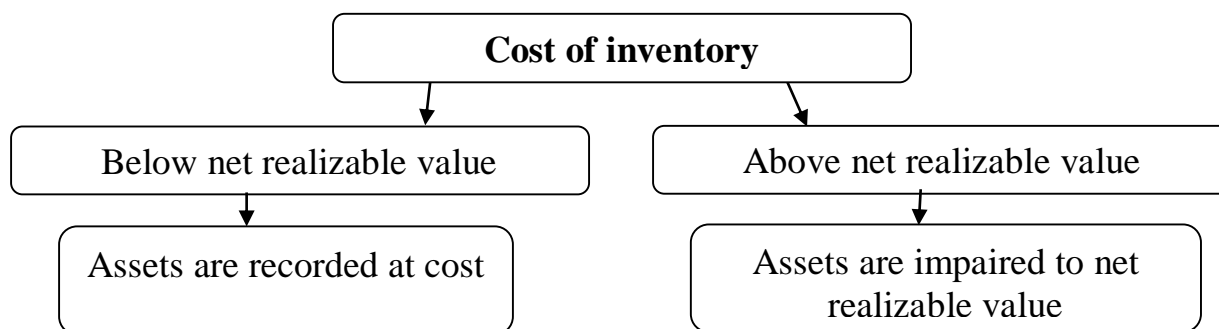 Cost of inventory
Below net realizable value
Above net realizable value
Assets are recorded at cost
Assets are impaired to net
realizable value